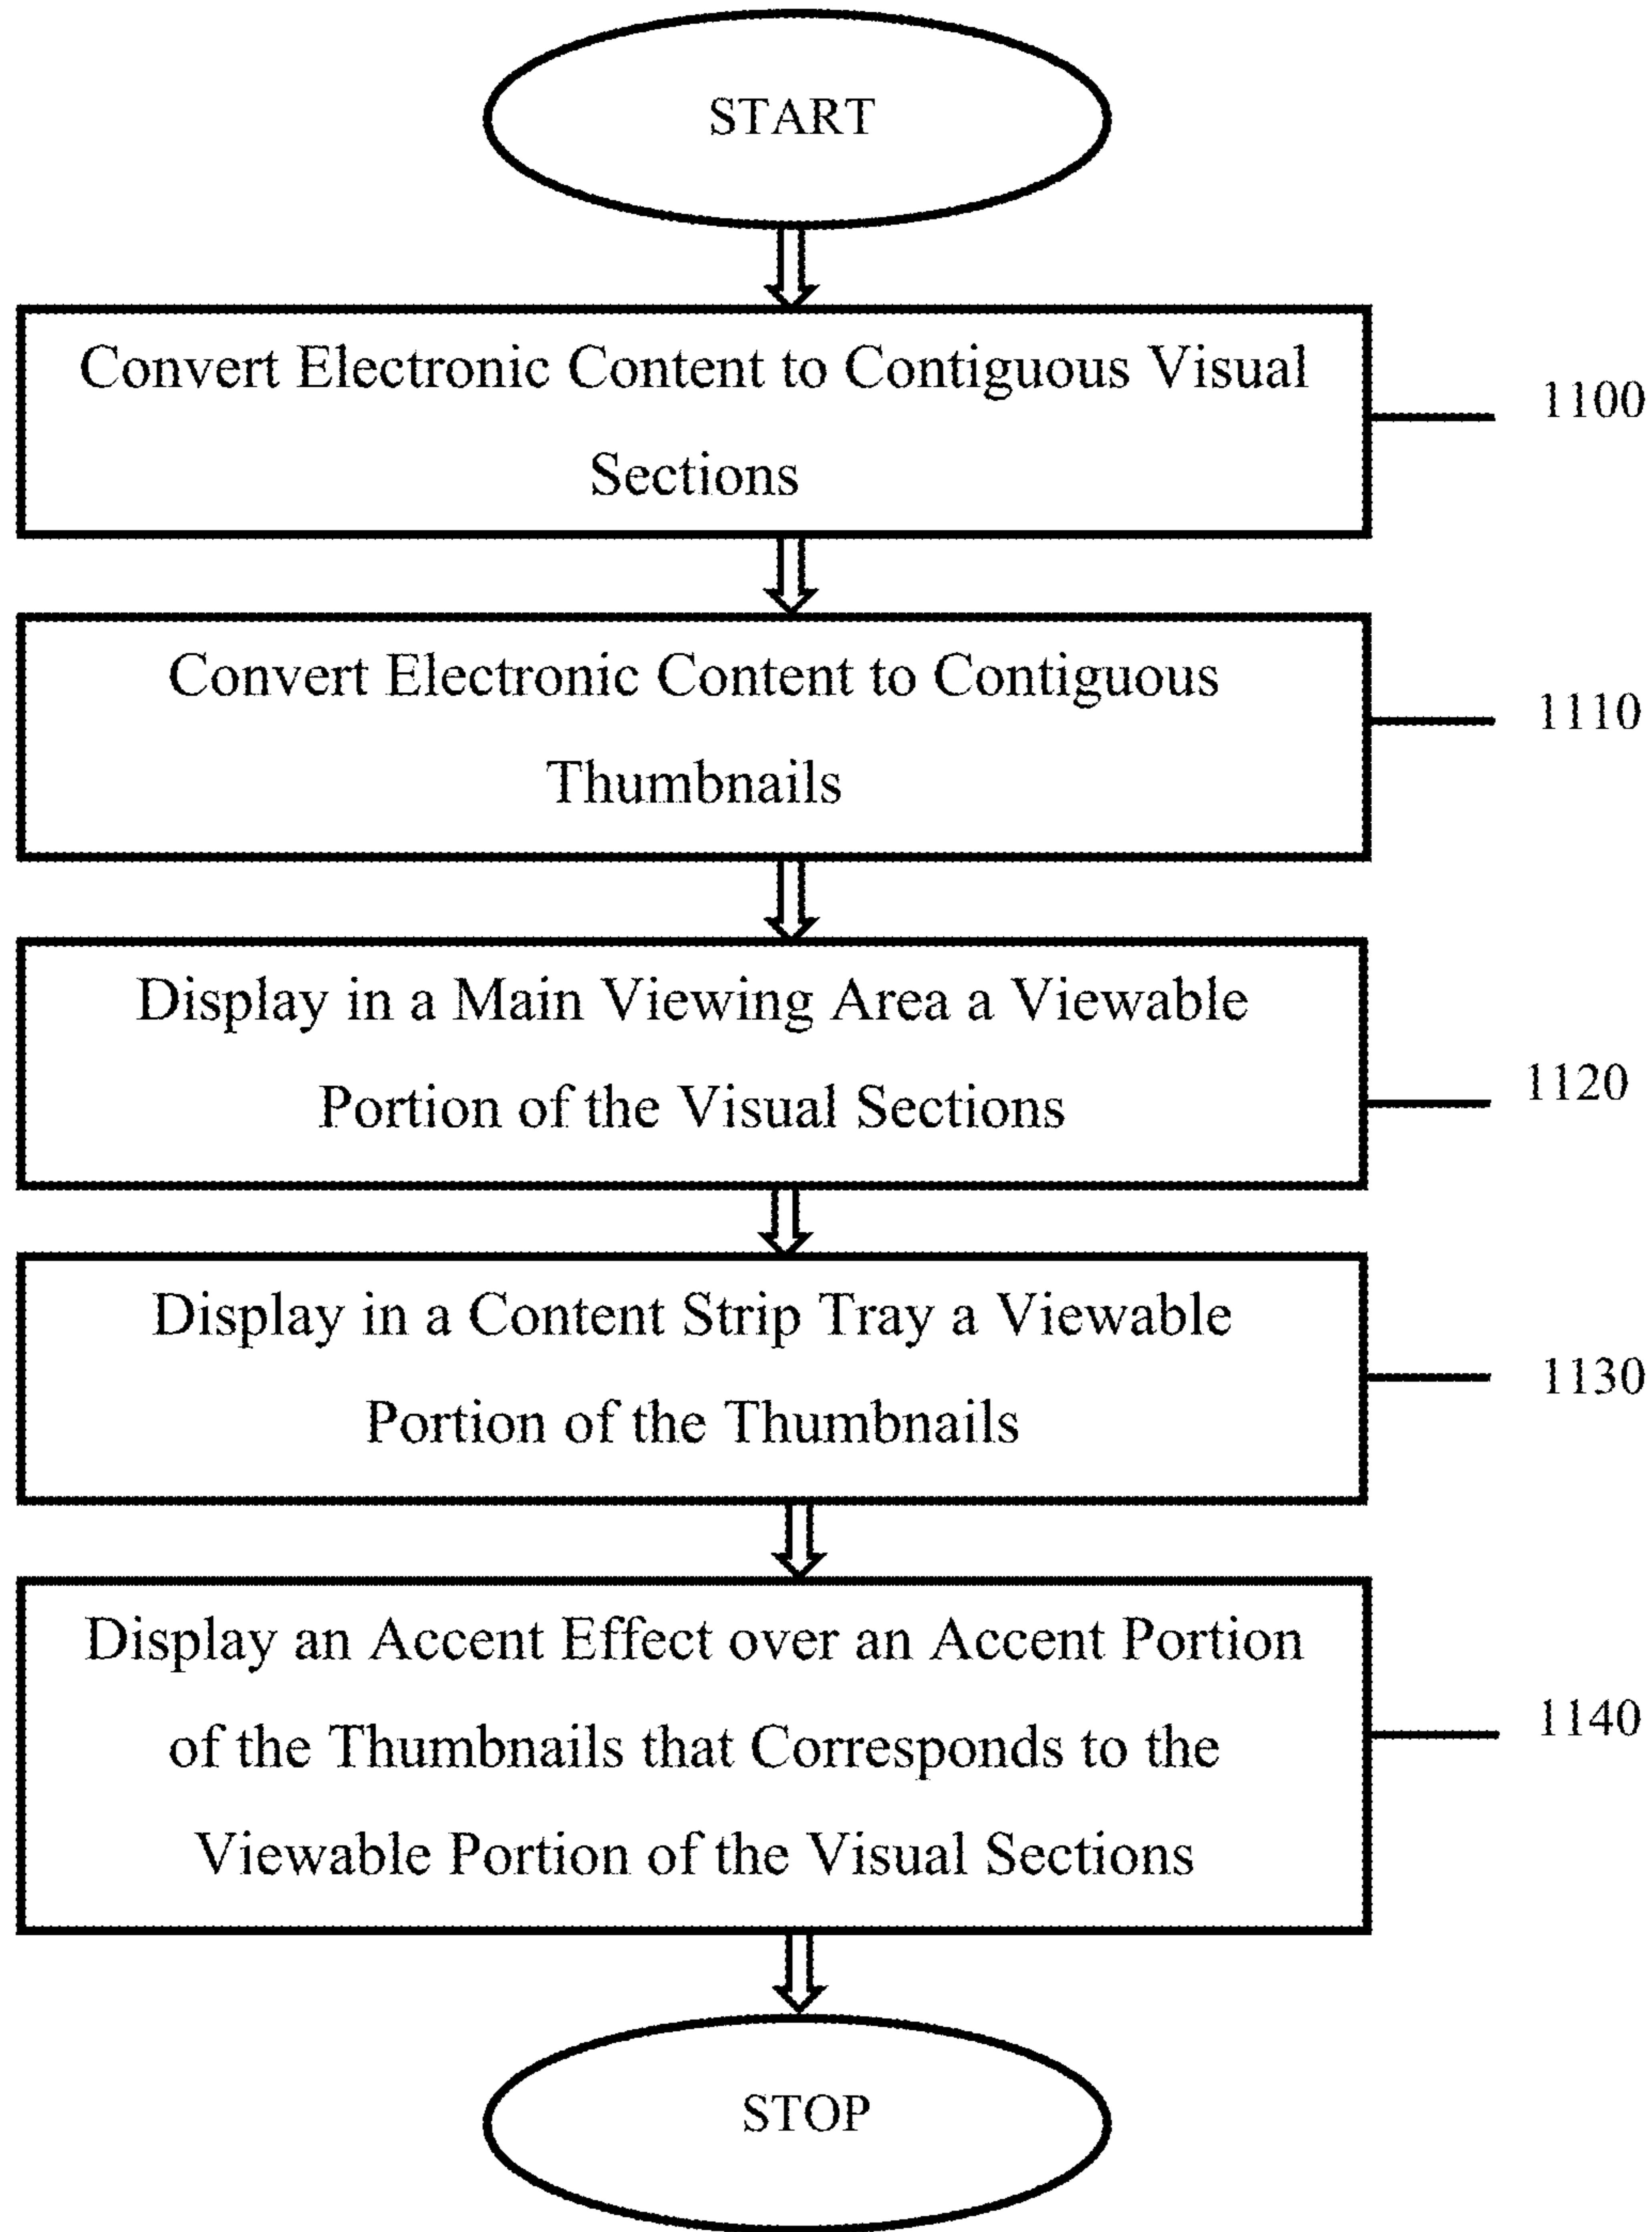 START
Convert Electronic Content to Contiguous Visual
Sections
1100
Convert Electronic Content to Contiguous
Thumbnails
1110
Display in a Main Viewing Area a Viewable
Portion of the Visual Sections
1120
Display in a Content Strip Tray a Viewable
Portion of the Thumbnails
1130
Display an Accent Effect over an Accent Portion
of the Thumbnails that Corresponds to the
Viewable Portion of the Visual Sections
1140
STOP